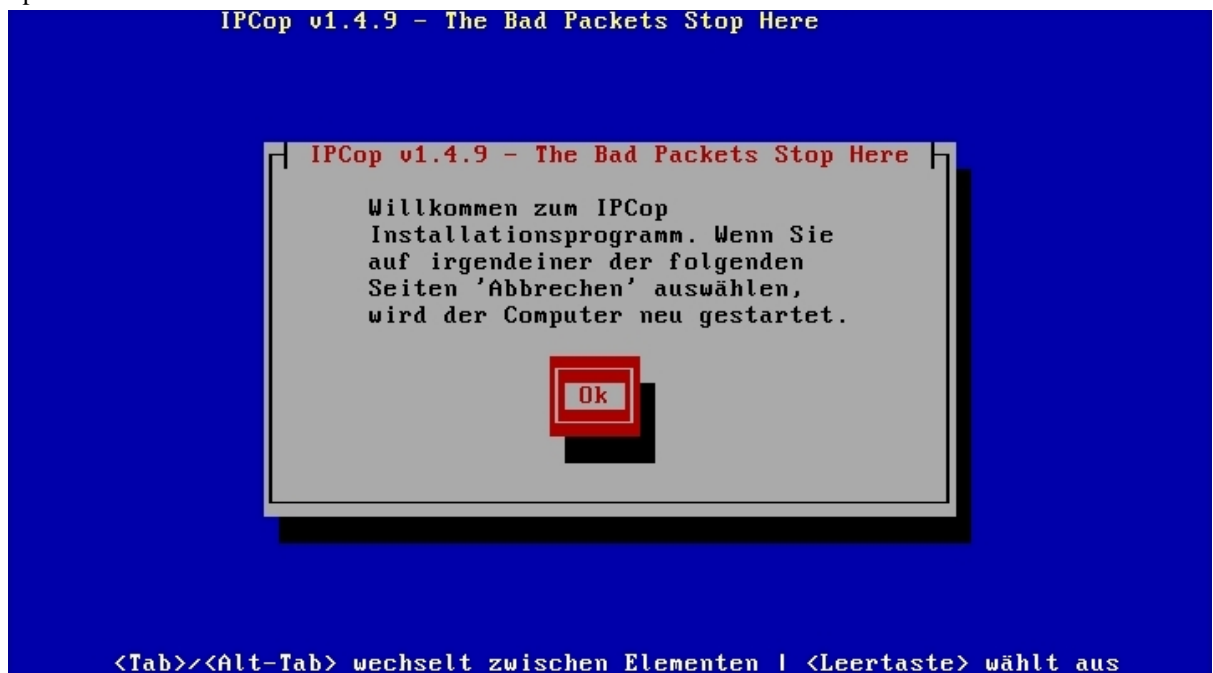 IPCop v1.4.9 - The Bad Packets Stop Here
IPCop v1.4.9 - The Bad Packets Stop Here
Willkommen zum IPCop
Installationsprogramm. Wenn Sie
auf irgendeiner der folgenden
Seiten 'Abbrechen' auswählen,
wird der Computer neu gestartet.
Ok
<Tab>/<Alt-Tab> wechselt zwischen Elementen | <Leertaste> wählt aus